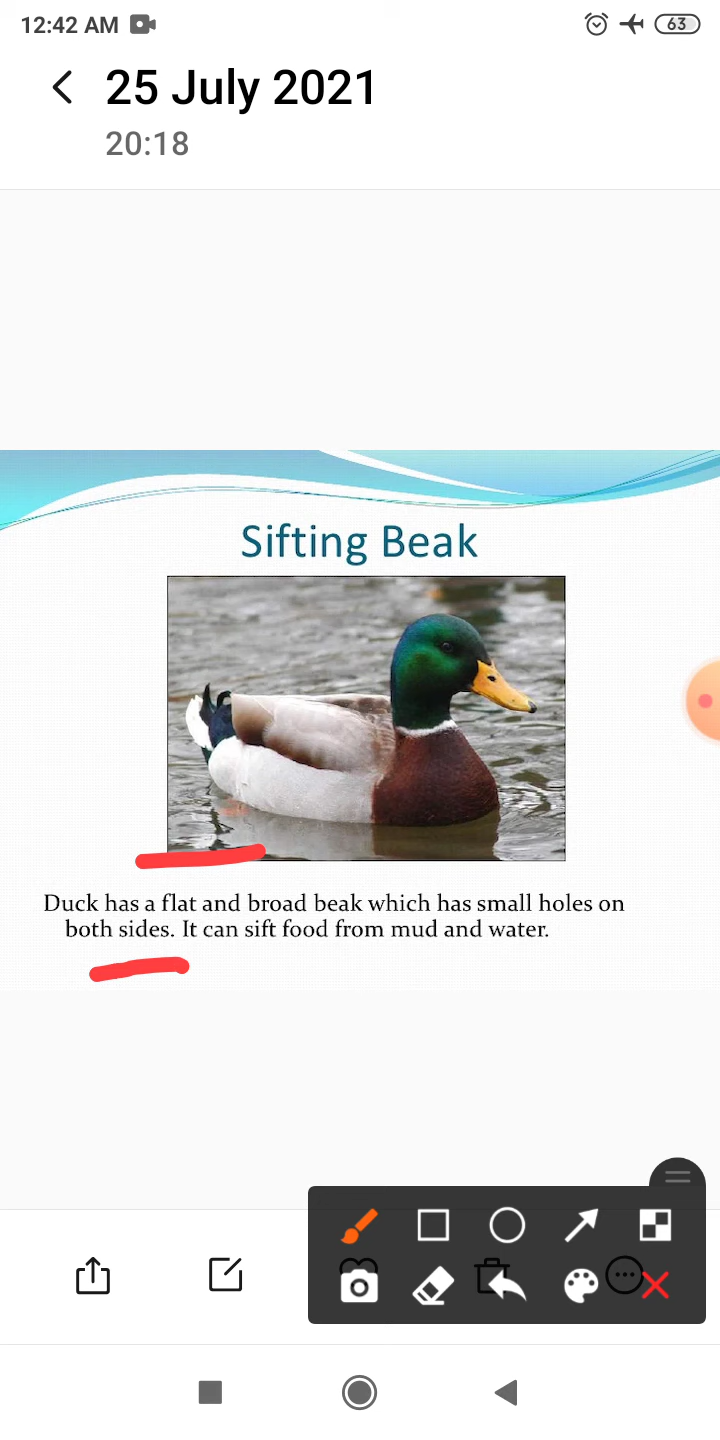 12:42 AM
63
25 July 2021
20:18
Sifting Beak
Duck has a flat and broad beak which has small holes on
both sides. It can sift food from mud and water.